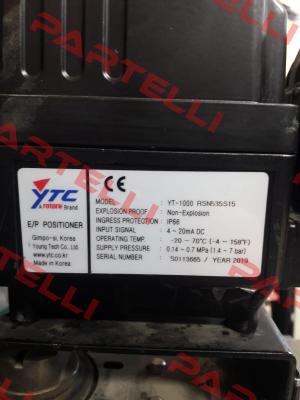 PARTELLI
YTC
A rotork Brand
E/P POSITIONER
Gimpo-si, Korea
Young Tech Co., Ltd.
www.ytc.co.kr
Made in Korea
CE
MODEL : YT-1000 RSN535S15
EXPLOSION PROOF : Non-Explosion
INGRESS PROTECTION : IP66
INPUT SIGNAL : 4 ~ 20mA DC
OPERATING TEMP. : -20 ~ 70°C (-4 ~ 158°F)
SUPPLY PRESSURE : 0.14 ~ 0.7 MPa (1.4 ~ 7 bar)
SERIAL NUMBER : S0113665 / YEAR 2019
PARTELLI
PARTELLI